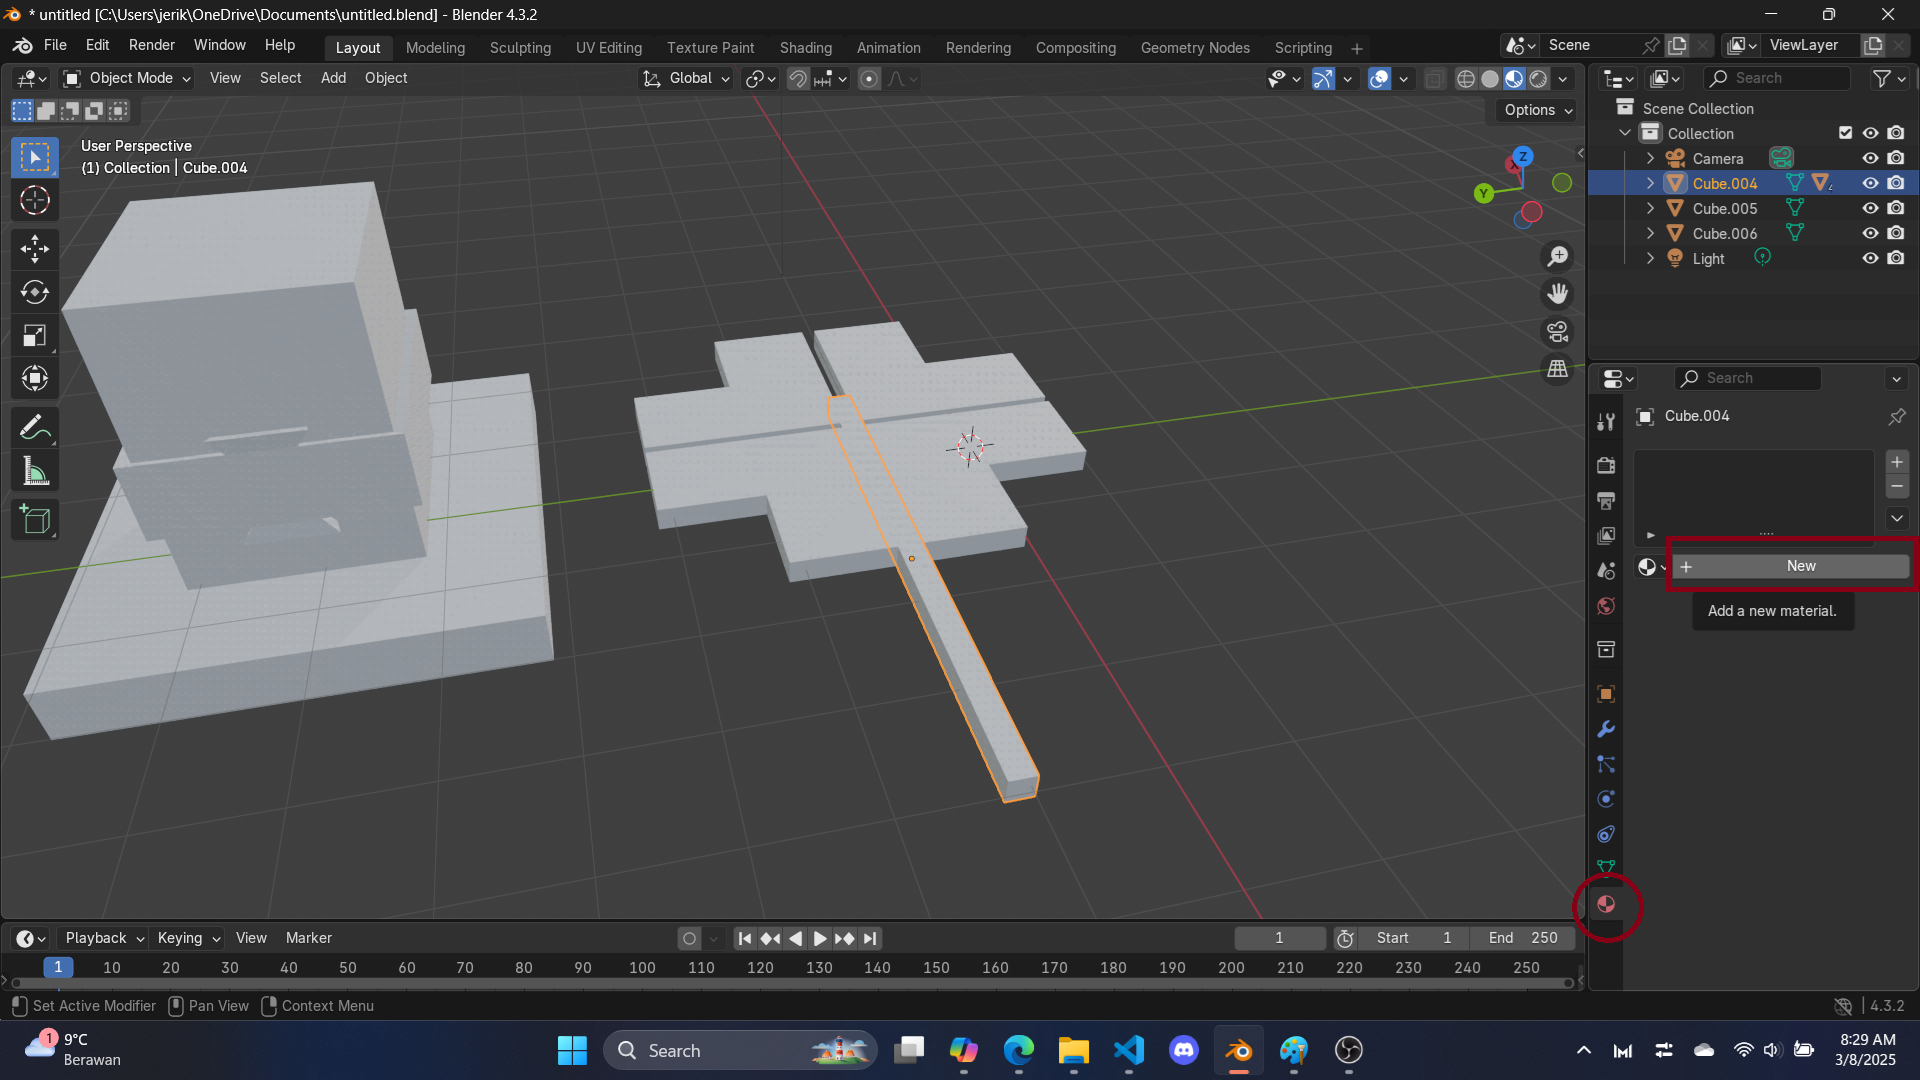 * untitled [C:\Users\jerik\OneDrive\Documents\untitled.blend] - Blender 4.3.2
File Edit Render Window Help
Layout Modeling Sculpting UV Editing Texture Paint Shading Animation Rendering Compositing Geometry Nodes Scripting +
Scene
ViewLayer
Object Mode View Select Add Object
Global
Search
Options
User Perspective
(1) Collection | Cube.004
Z
Y
Scene Collection
Collection
Camera
Cube.004
4
Cube.005
Cube.006
Light
Search
Cube.004
+ New
Add a new material.
Playback Keying View Marker
1
Start 1
End 250
1 10 20 30 40 50 60 70 80 90 100 110 120 130 140 150 160 170 180 190 200 210 220 230 240 250
Set Active Modifier Pan View Context Menu
4.3.2
1
9°C
Berawan
Search
8:29 AM
3/8/2025